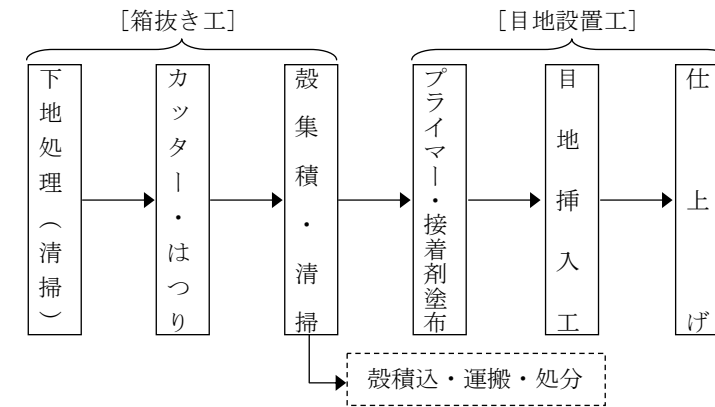 [箱抜き工]
[目地設置工]
下地処理(清掃)
カッター・はつり
殻集積・清掃
プライマー・接着剤塗布
目地挿入工
仕上げ
殻積込・運搬・処分